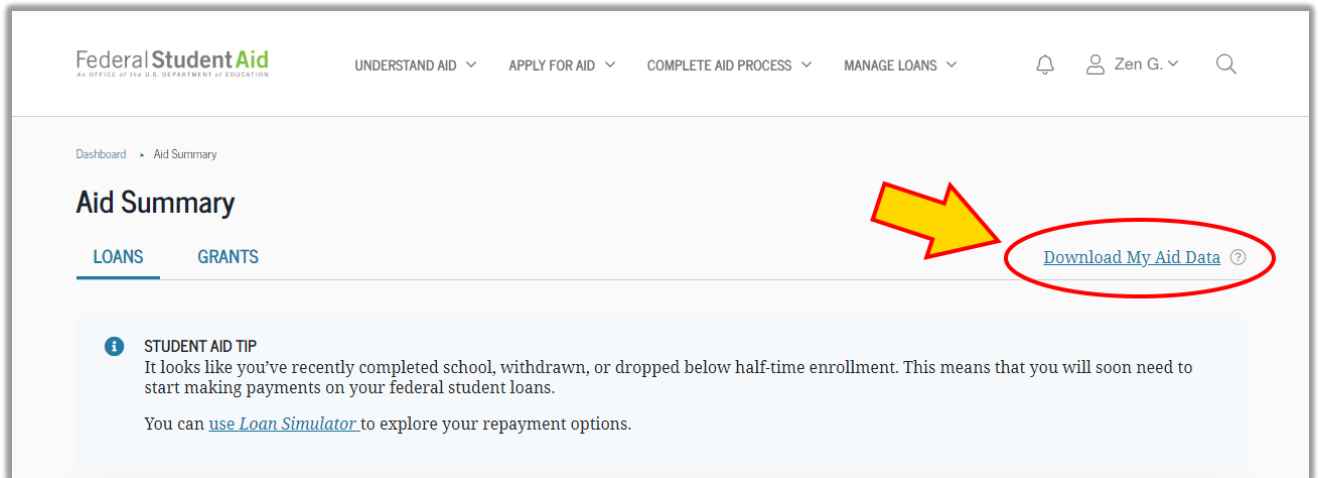 Federal Student Aid
An OFFICE of the U.S. DEPARTMENT of EDUCATION
UNDERSTAND AID
APPLY FOR AID
COMPLETE AID PROCESS
MANAGE LOANS
Zen G.
Dashboard ▸ Aid Summary
Aid Summary
LOANS
GRANTS
Download My Aid Data ?
i STUDENT AID TIP
It looks like you've recently completed school, withdrawn, or dropped below half-time enrollment. This means that you will soon need to
start making payments on your federal student loans.
You can use Loan Simulator to explore your repayment options.